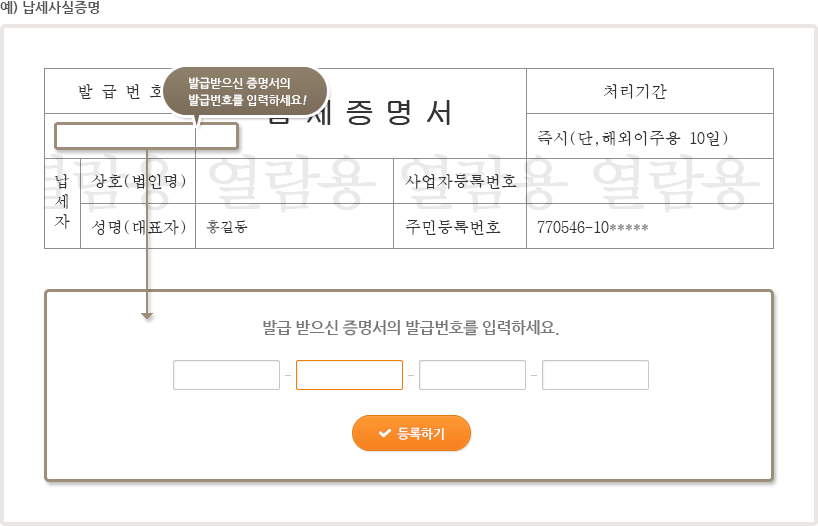 예) 납세사실증명
발급받으신 증명서의
발급번호를 입력하세요!
발 급 번 호
세 증 명 서
처리기간
즉시(단,해외이주용 10일)
열람용 열람용 열람용 열람용
납세자
상호(법인명)
사업자등록번호
성명(대표자)
홍길동
주민등록번호
770546-10*****
발급 받으신 증명서의 발급번호를 입력하세요.
- - -
등록하기